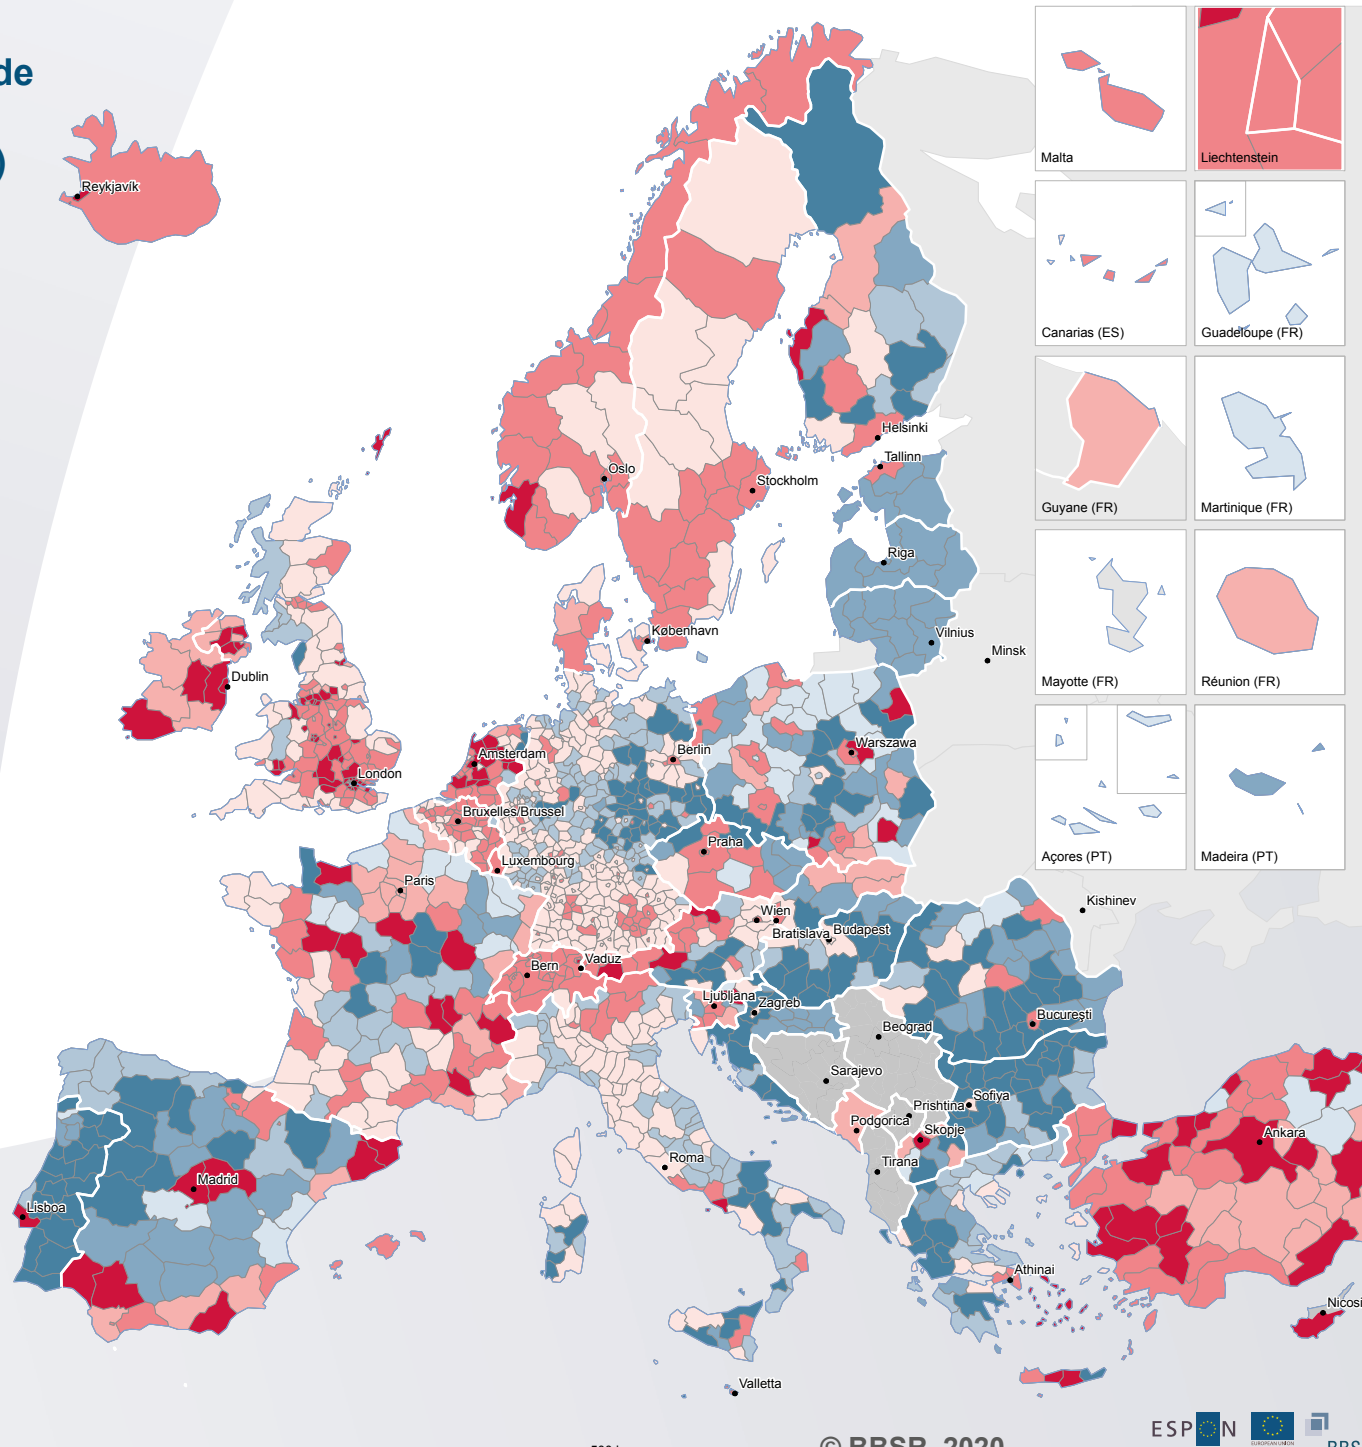 de
)
Reykjavík
Malta
Liechtenstein
Canarias (ES)
Guadeloupe (FR)
Guyane (FR)
Martinique (FR)
Mayotte (FR)
Réunion (FR)
Açores (PT)
Madeira (PT)
Helsinki
Tallinn
Oslo
Stockholm
Riga
København
Vilnius
Minsk
Dublin
Amsterdam
Berlin
Warszawa
London
Bruxelles/Brussel
Praha
Luxembourg
Paris
Kishinev
Wien
Bratislava
Budapest
Bern
Vaduz
Ljubljana
Zagreb
Bucureşti
Beograd
Sarajevo
Prishtina
Sofiya
Podgorica
Skopje
Ankara
Tirana
Roma
Madrid
Lisboa
Athinai
Nicosi
Valletta
ESPON
EUROPEAN UNION
© BBSR, 2020